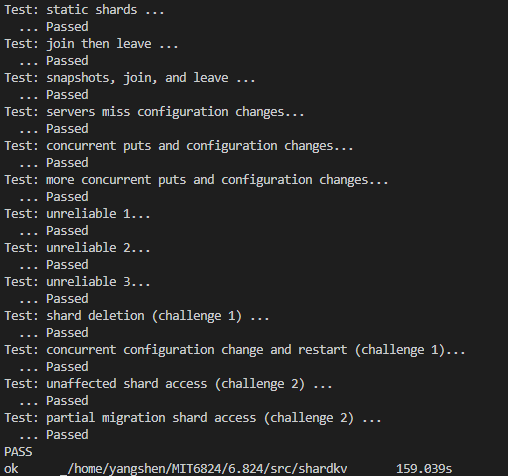 Test: static shards ...
  ... Passed
Test: join then leave ...
  ... Passed
Test: snapshots, join, and leave ...
  ... Passed
Test: servers miss configuration changes...
  ... Passed
Test: concurrent puts and configuration changes...
  ... Passed
Test: more concurrent puts and configuration changes...
  ... Passed
Test: unreliable 1...
  ... Passed
Test: unreliable 2...
  ... Passed
Test: unreliable 3...
  ... Passed
Test: shard deletion (challenge 1) ...
  ... Passed
Test: concurrent configuration change and restart (challenge 1)...
  ... Passed
Test: unaffected shard access (challenge 2) ...
  ... Passed
Test: partial migration shard access (challenge 2) ...
  ... Passed
PASS
ok      _/home/yangshen/MIT6824/6.824/src/shardkv       159.039s